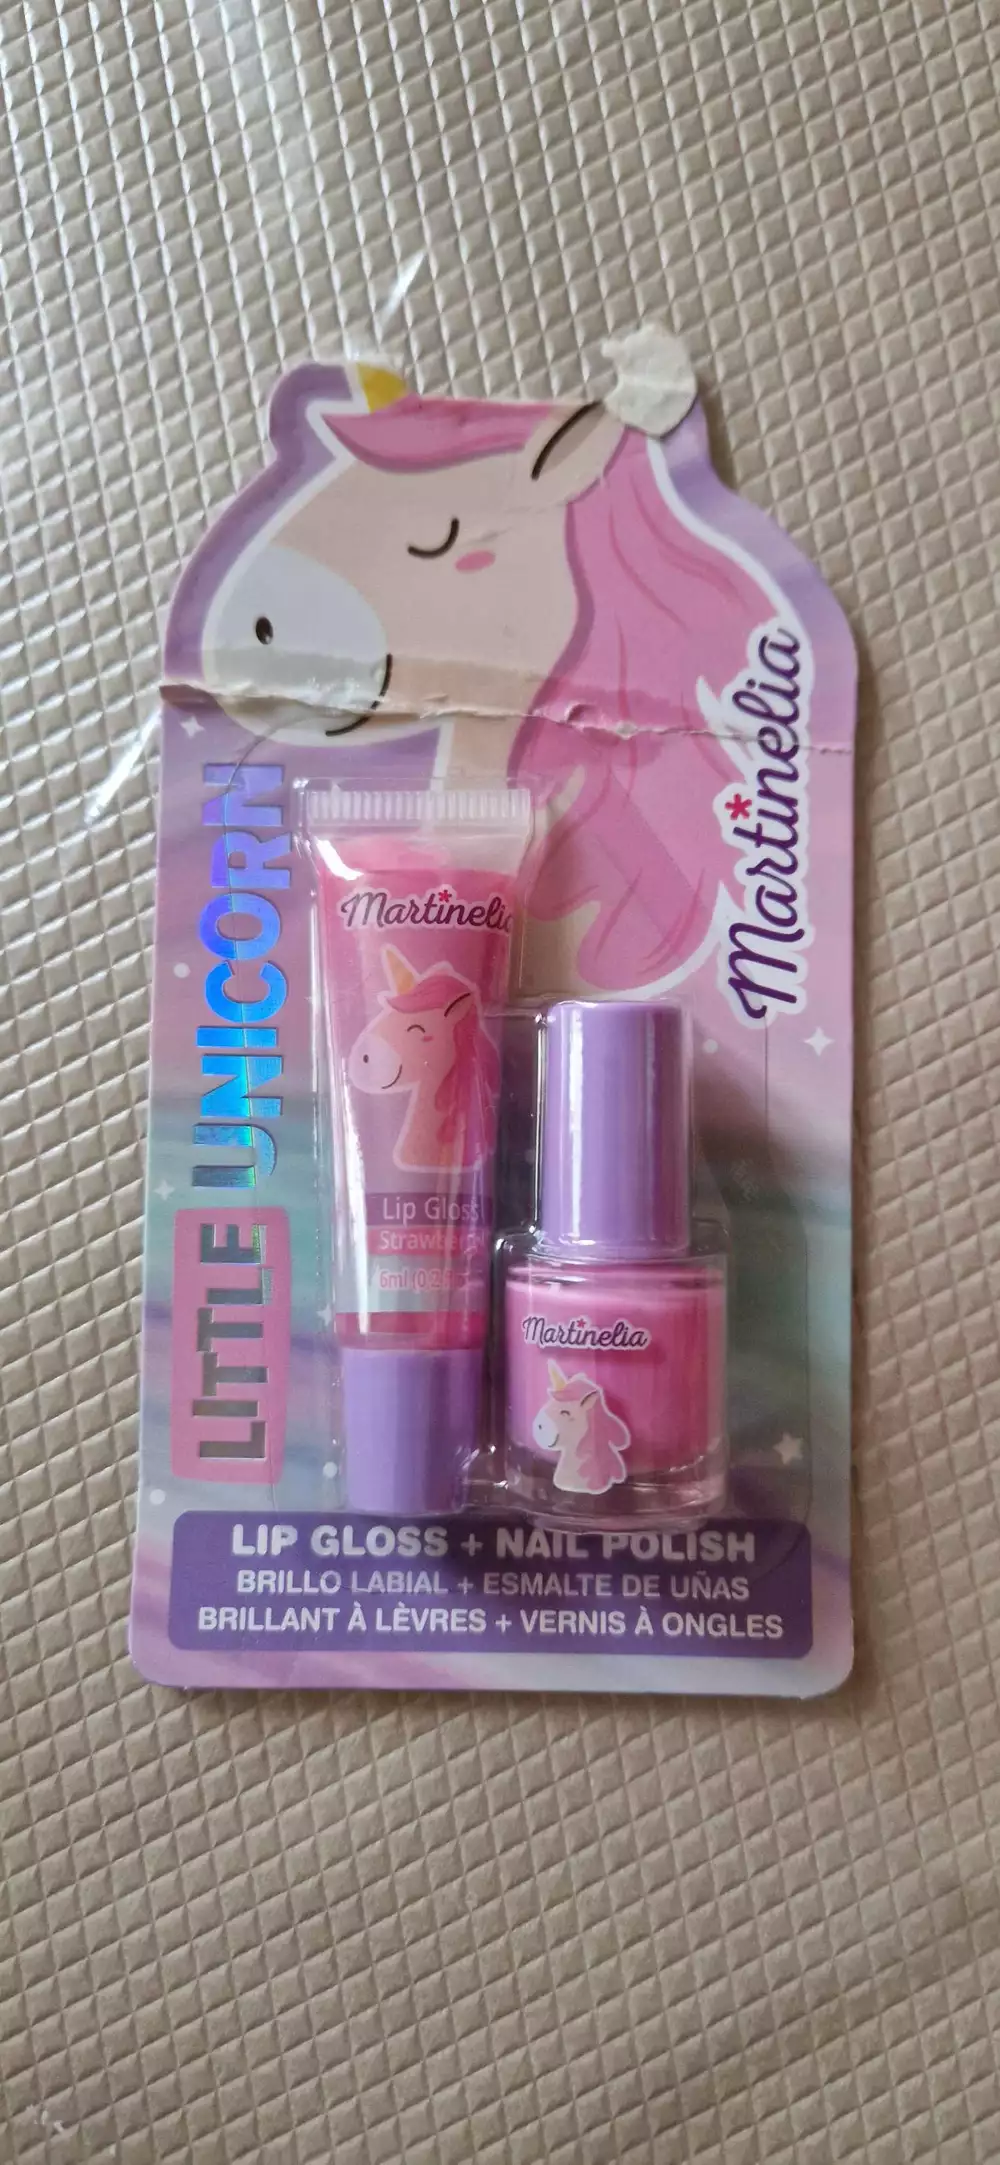 Martinelia
LITTLE UNICORN
Martinelia
Lip Gloss
6ml
Martinelia
LIP GLOSS + NAIL POLISH
BRILLO LABIAL + ESMALTE DE UÑAS
BRILLANT À LÈVRES + VERNIS À ONGLES